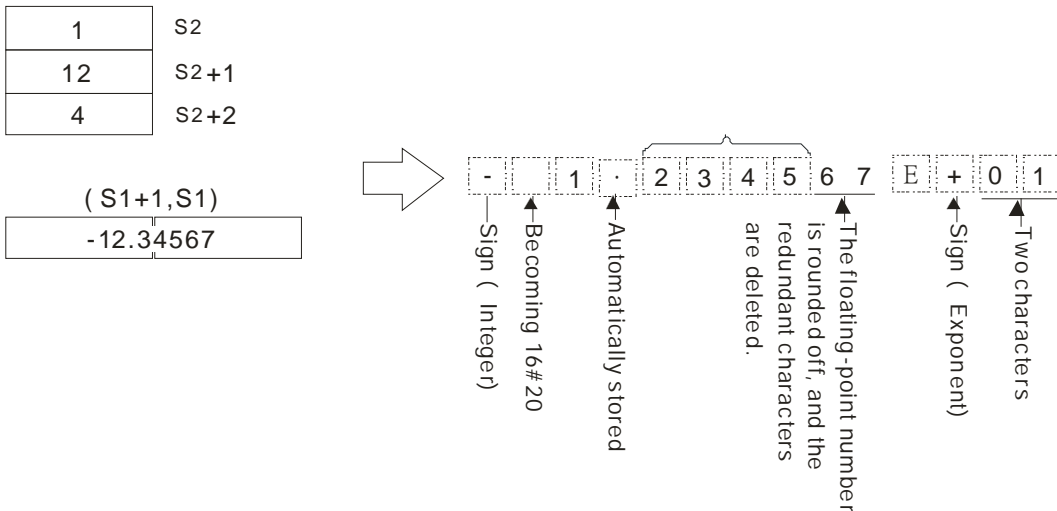 1 S2
12 S2+1
4 S2+2
(S1+1,S1)
-12.34567
- 1 . 2 3 4 5 6 7 E + 0 1
Sign ( Integer)
Becoming 16#20
Automatically stored
The floating-point number
is rounded off, and the
redundant characters
are deleted.
Sign ( Exponent)
Two characters